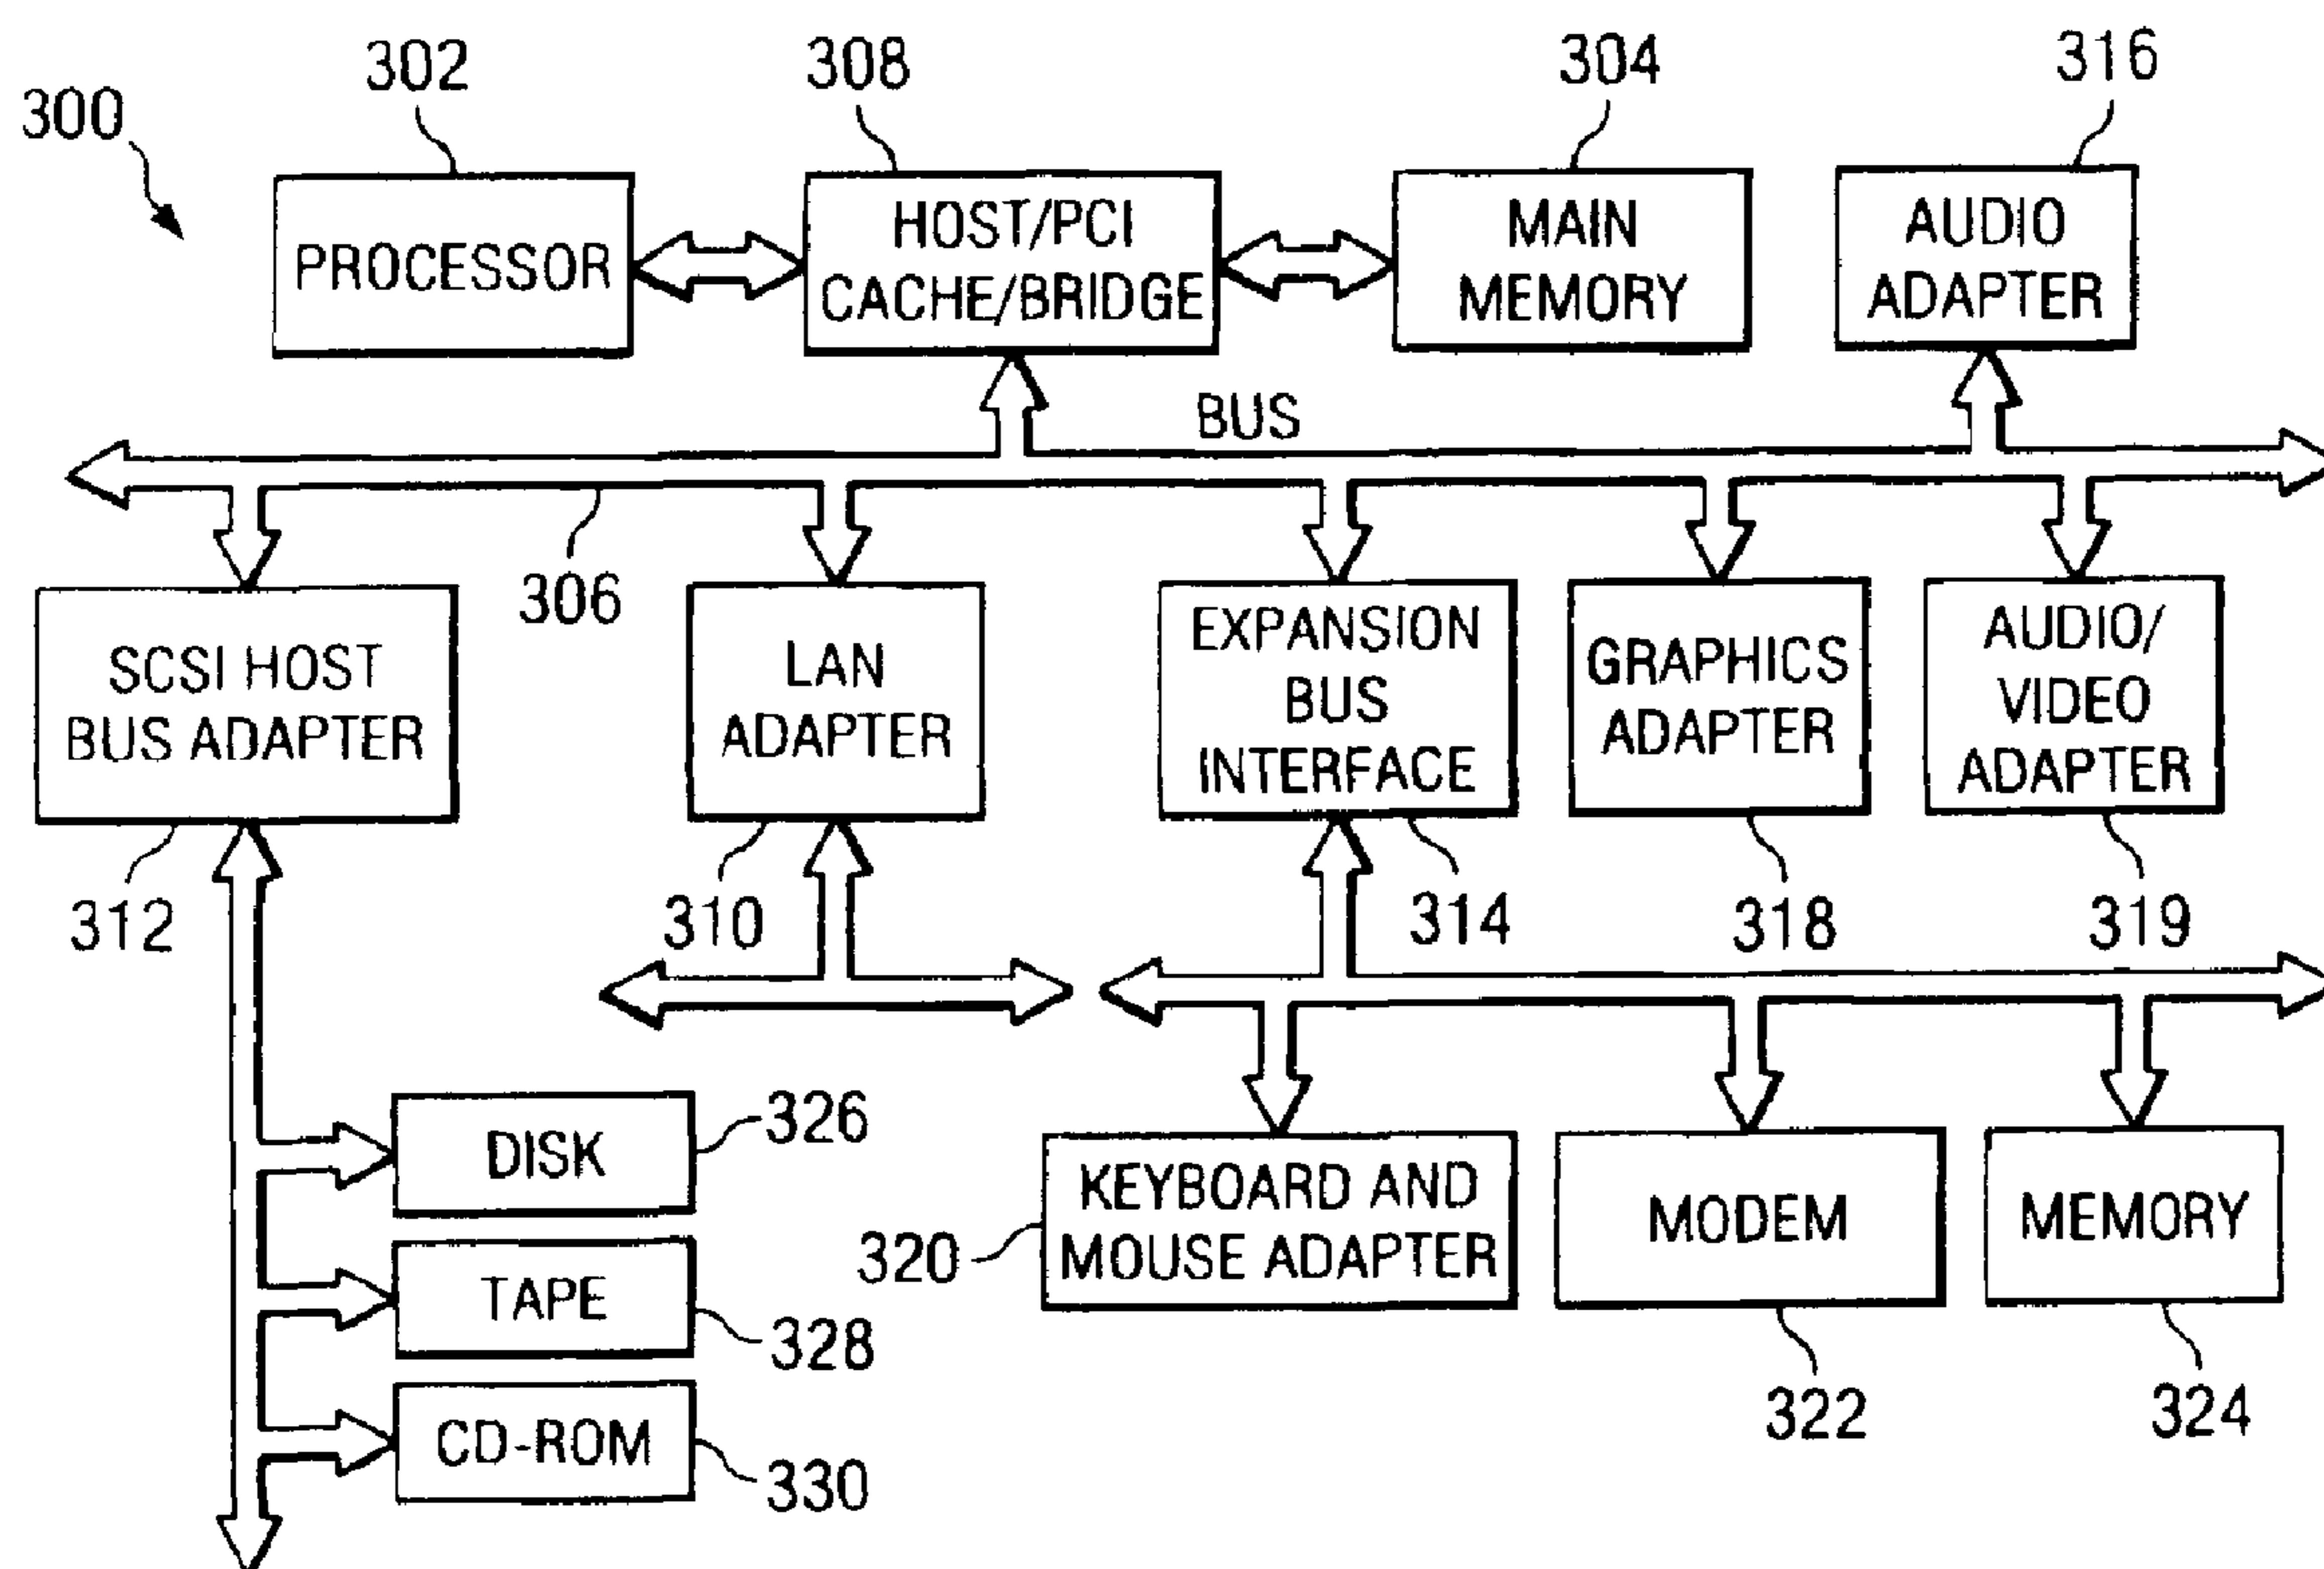 300
302
308
304
316
PROCESSOR
HOST/PCI
CACHE/BRIDGE
MAIN
MEMORY
AUDIO
ADAPTER
BUS
306
SCSI HOST
BUS ADAPTER
LAN
ADAPTER
EXPANSION
BUS
INTERFACE
GRAPHICS
ADAPTER
AUDIO/
VIDEO
ADAPTER
312
310
314
318
319
DISK
326
TAPE
328
CD-ROM
330
320
KEYBOARD AND
MOUSE ADAPTER
MODEM
MEMORY
322
324